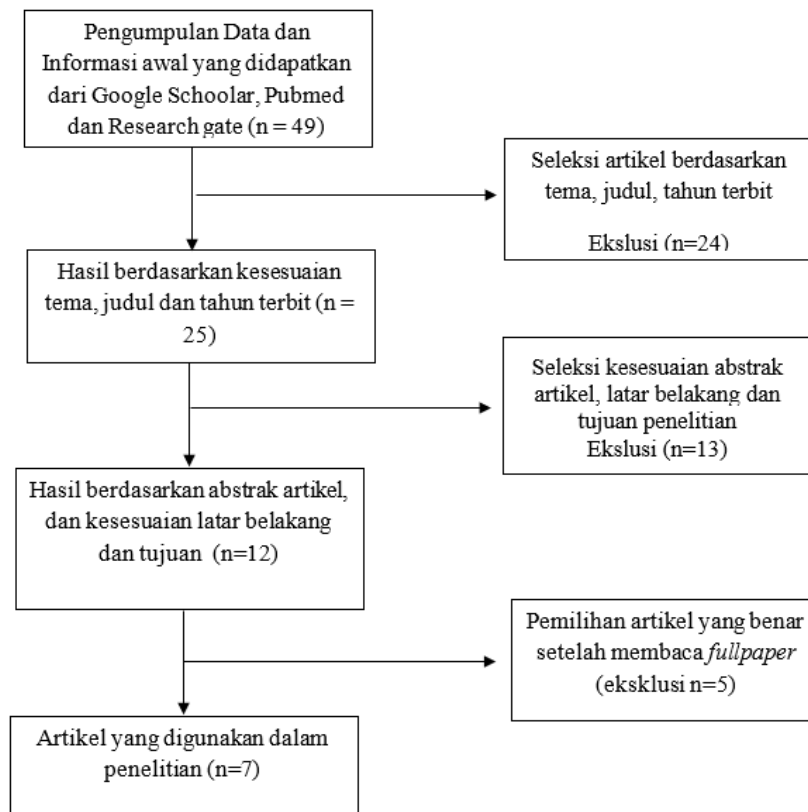 Pengumpulan Data dan
Informasi awal yang didapatkan
dari Google Schoolar, Pubmed
dan Research gate (n = 49)
Seleksi artikel berdasarkan
tema, judul, tahun terbit
Ekslusi (n=24)
Hasil berdasarkan kesesuaian
tema, judul dan tahun terbit (n =
25)
Seleksi kesesuaian abstrak
artikel, latar belakang dan
tujuan penelitian
Ekslusi (n=13)
Hasil berdasarkan abstrak artikel,
dan kesesuaian latar belakang
dan tujuan (n=12)
Pemilihan artikel yang benar
setelah membaca fullpaper
(eksklusi n=5)
Artikel yang digunakan dalam
penelitian (n=7)